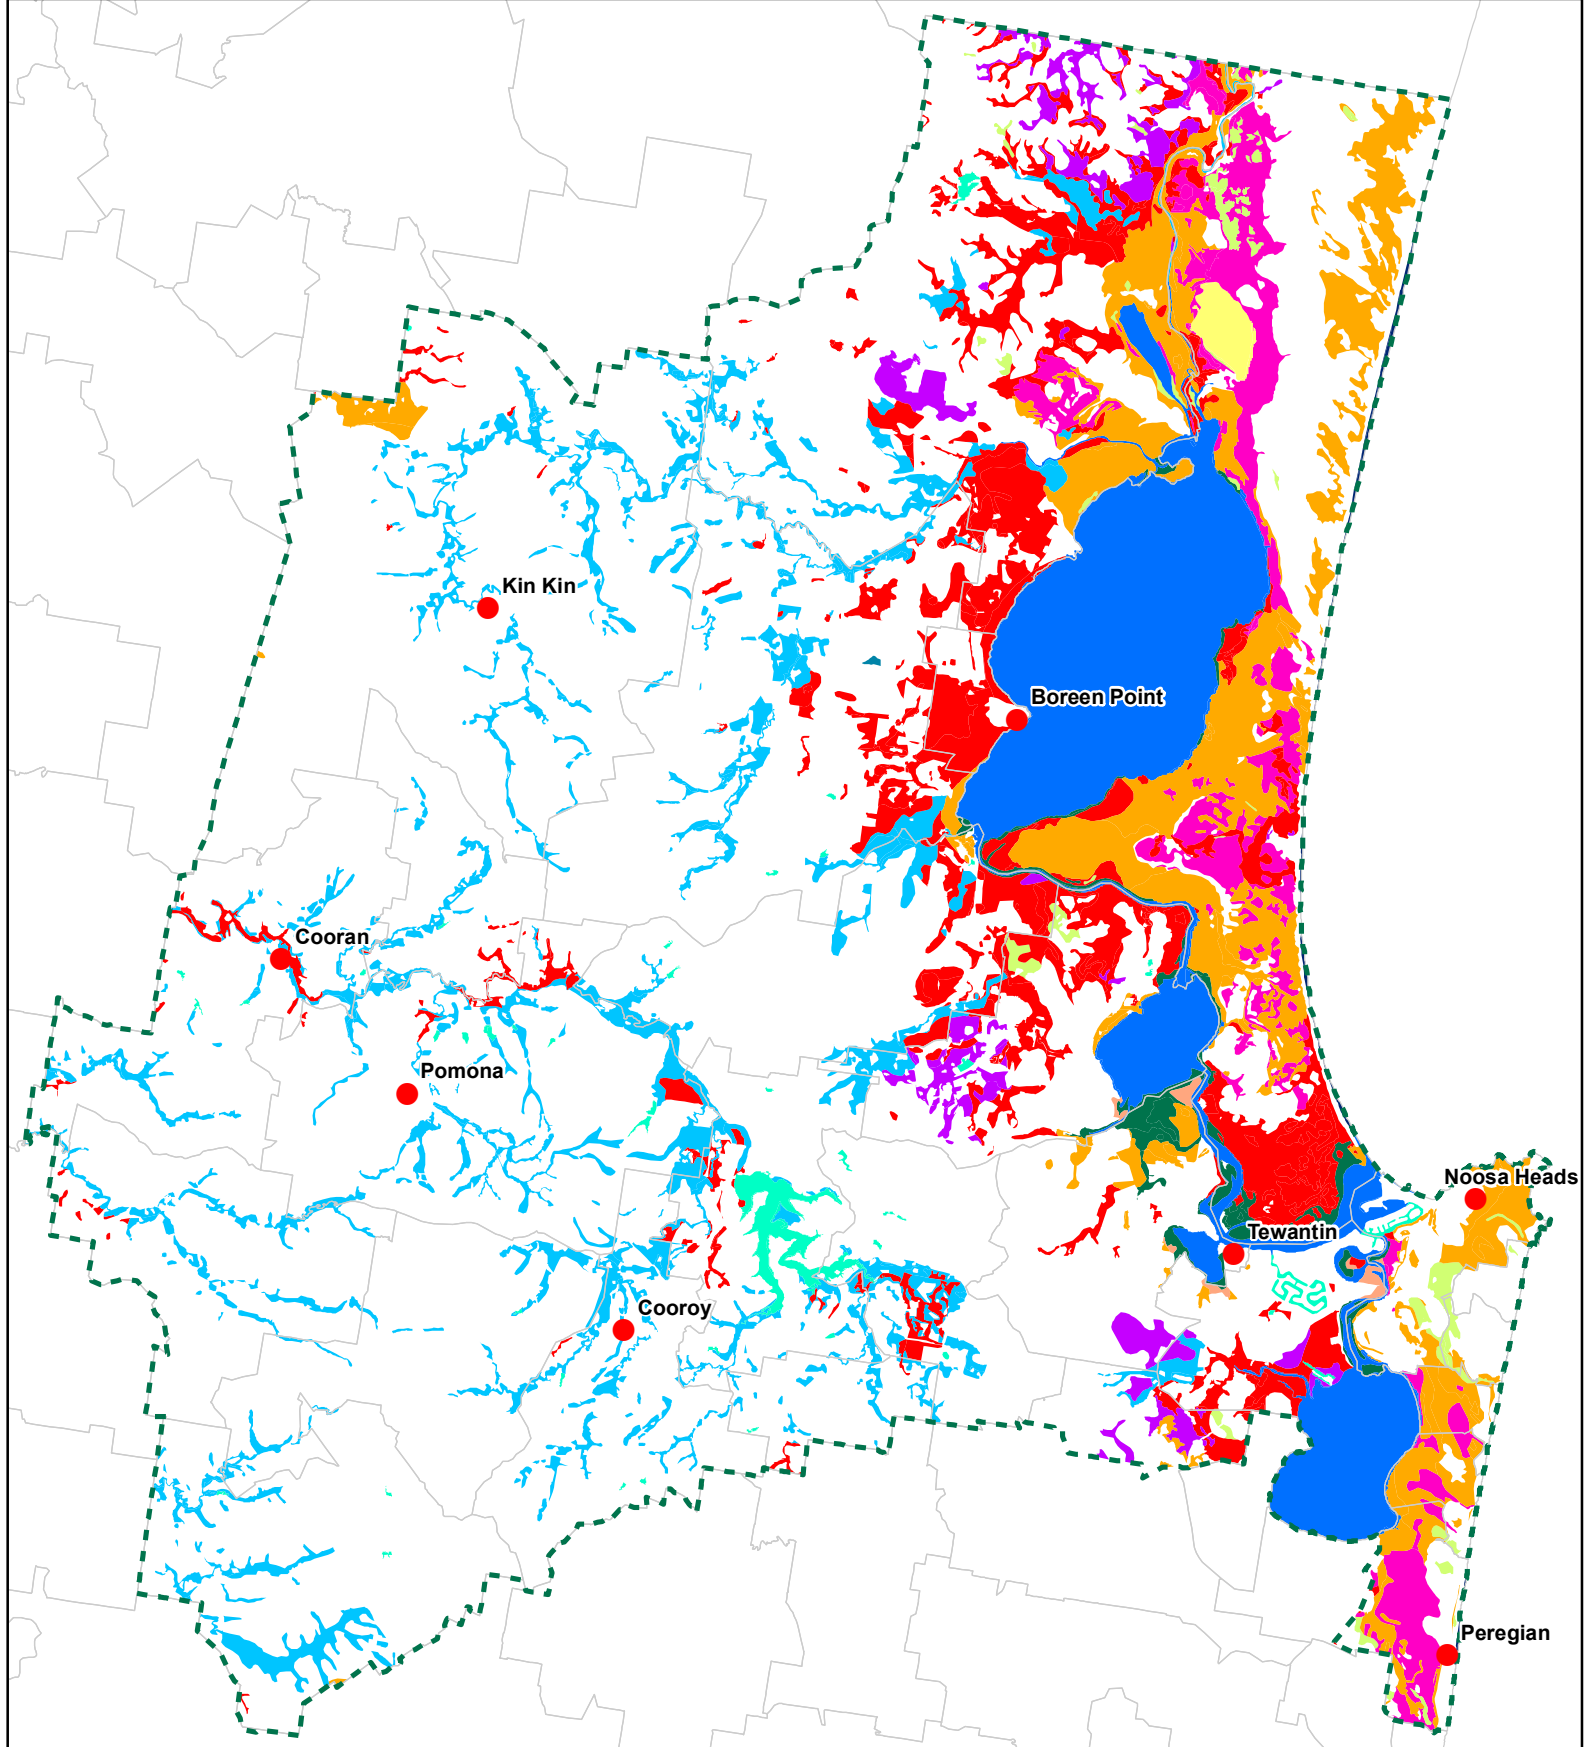 Kin Kin
Boreen Point
Cooran
Pomona
Noosa Heads
Tewantin
Cooroy
Peregian